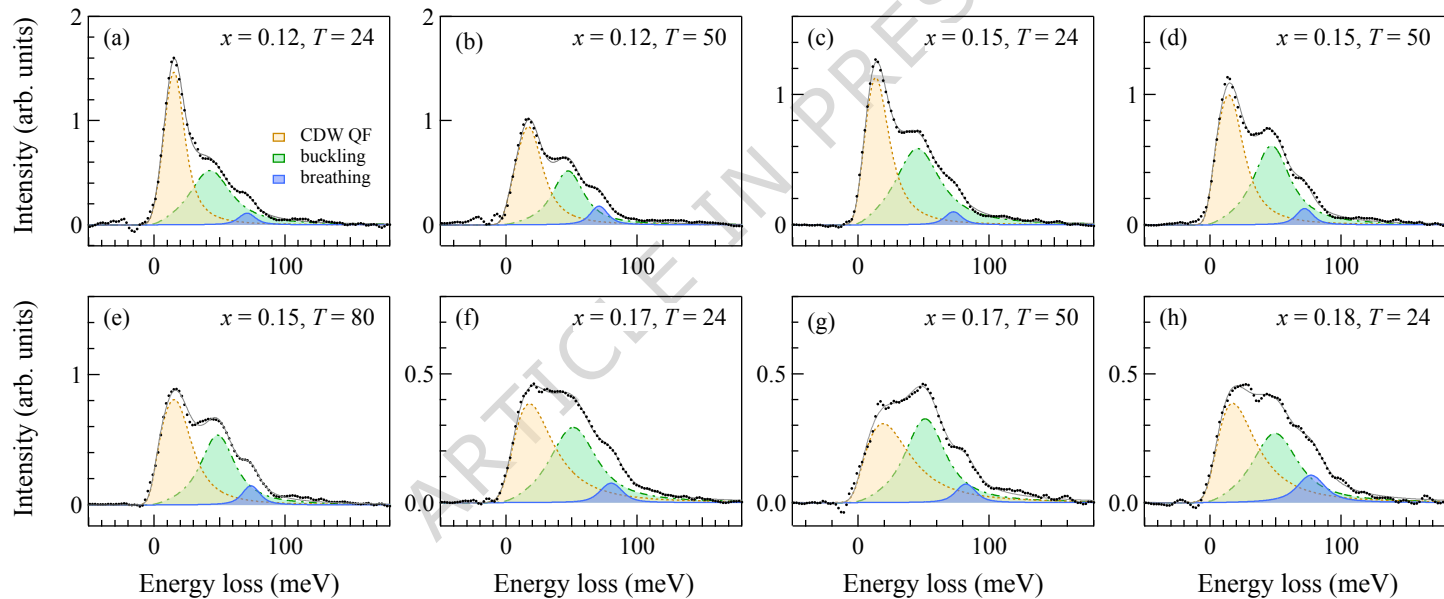 2
(a)
x = 0.12, T = 24
CDW QF
buckling
breathing
1
0
Intensity (arb. units)
0
100
2
(b)
x = 0.12, T = 50
1
0
0
100
(c)
x = 0.15, T = 24
1
0
0
100
(d)
x = 0.15, T = 50
1
0
0
100
(e)
x = 0.15, T = 80
1
0
Intensity (arb. units)
0
100
Energy loss (meV)
(f)
x = 0.17, T = 24
0.5
0.0
0
100
Energy loss (meV)
(g)
x = 0.17, T = 50
0.5
0.0
0
100
Energy loss (meV)
(h)
x = 0.18, T = 24
0.5
0.0
0
100
Energy loss (meV)
ARTICLE IN PRES